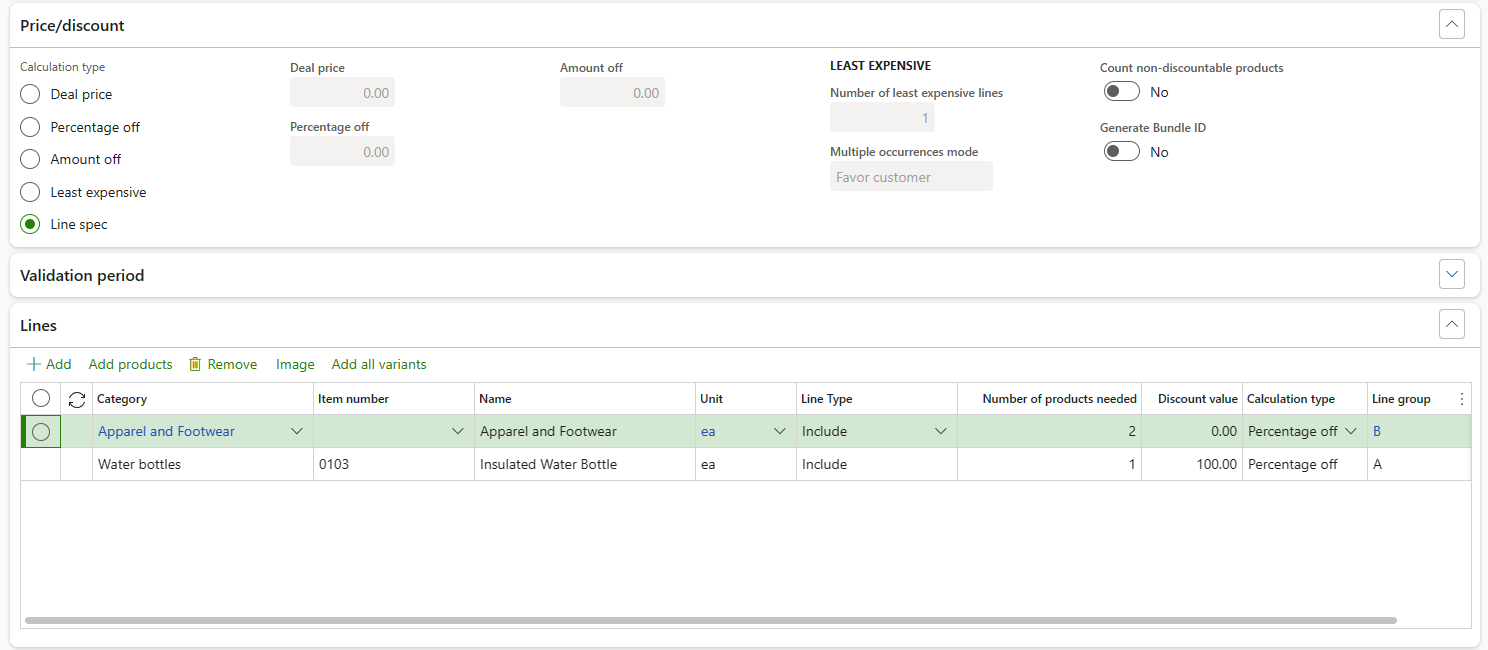 Price/discount
Calculation type
Deal price
Percentage off
Amount off
Least expensive
Line spec
Deal price
0.00
Percentage off
0.00
Amount off
0.00
LEAST EXPENSIVE
Number of least expensive lines
1
Multiple occurrences mode
Favor customer
Count non-discountable products
No
Generate Bundle ID
No
Validation period
Lines
Add Add products Remove Image Add all variants
Category Item number Name Unit Line Type Number of products needed Discount value Calculation type Line group
Apparel and Footwear Apparel and Footwear ea Include 2 0.00 Percentage off B
Water bottles 0103 Insulated Water Bottle ea Include 1 100.00 Percentage off A